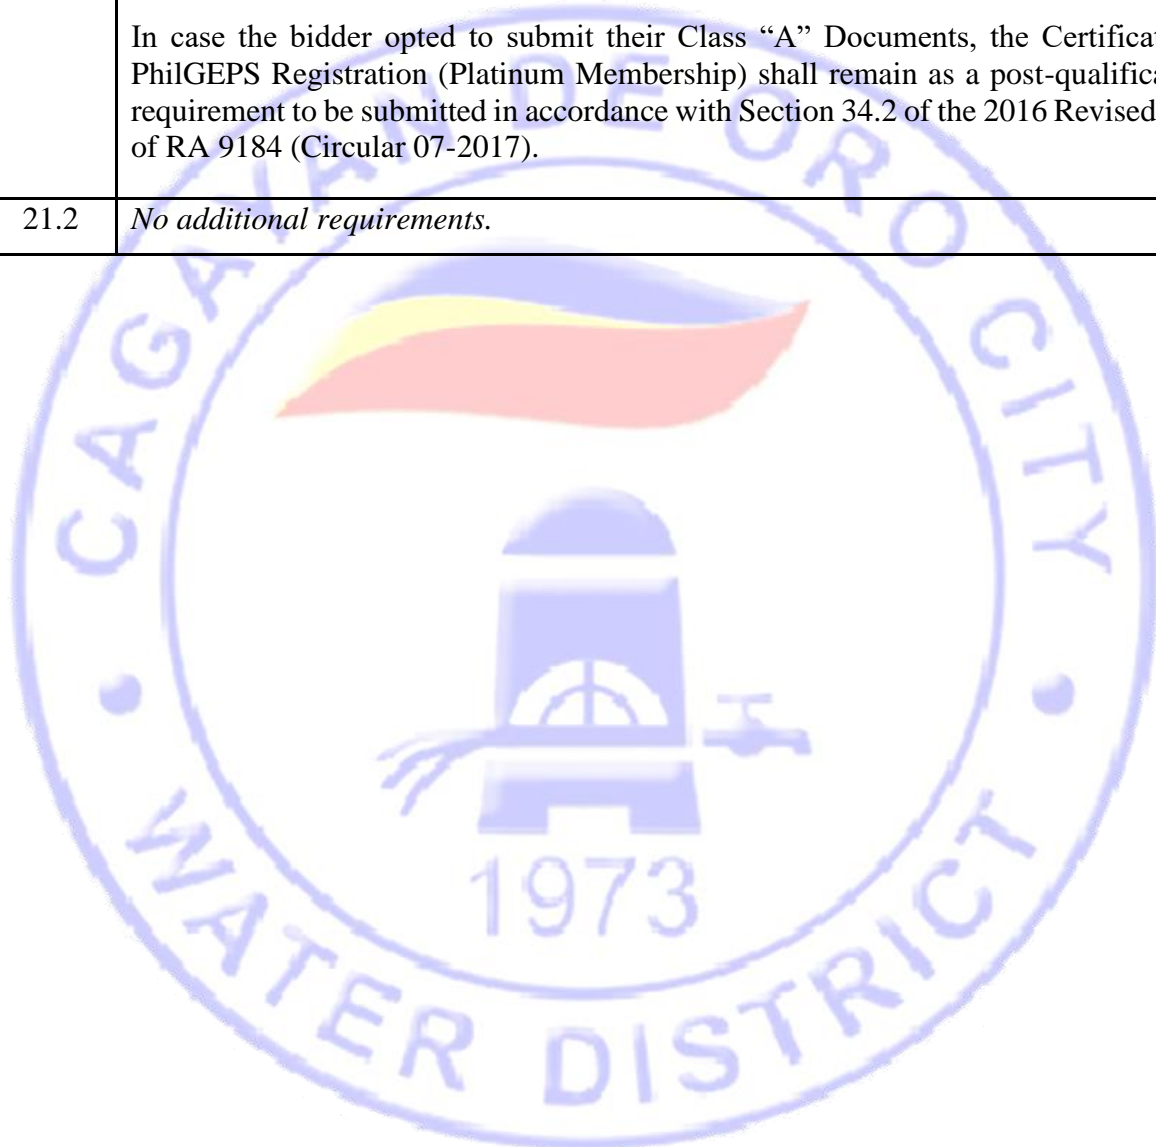 In case the bidder opted to submit their Class “A” Documents, the Certificat
PhilGEPS Registration (Platinum Membership) shall remain as a post-qualifica
requirement to be submitted in accordance with Section 34.2 of the 2016 Revised
of RA 9184 (Circular 07-2017).
21.2 No additional requirements.
CAGAYAN DE ORO CITY
1973
WATER DISTRICT